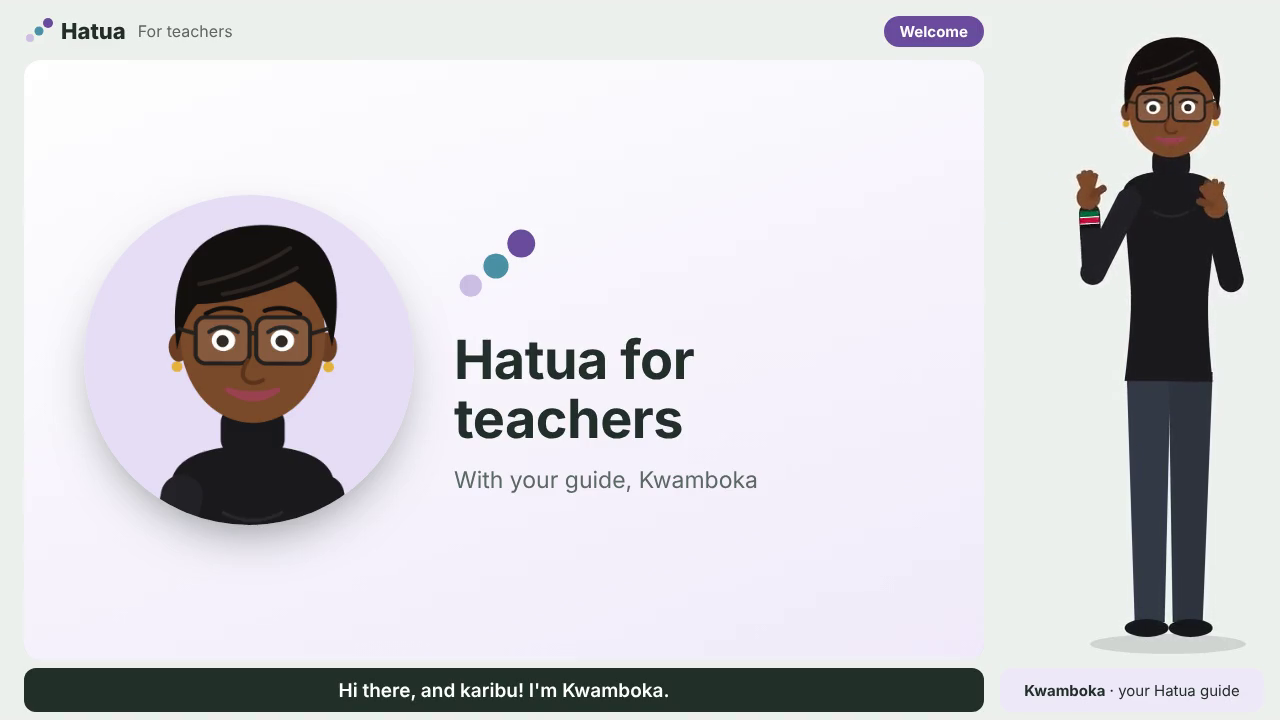 Hatua For teachers
Welcome
Hatua for
teachers
With your guide, Kwamboka
Hi there, and karibu! I'm Kwamboka.
Kwamboka · your Hatua guide